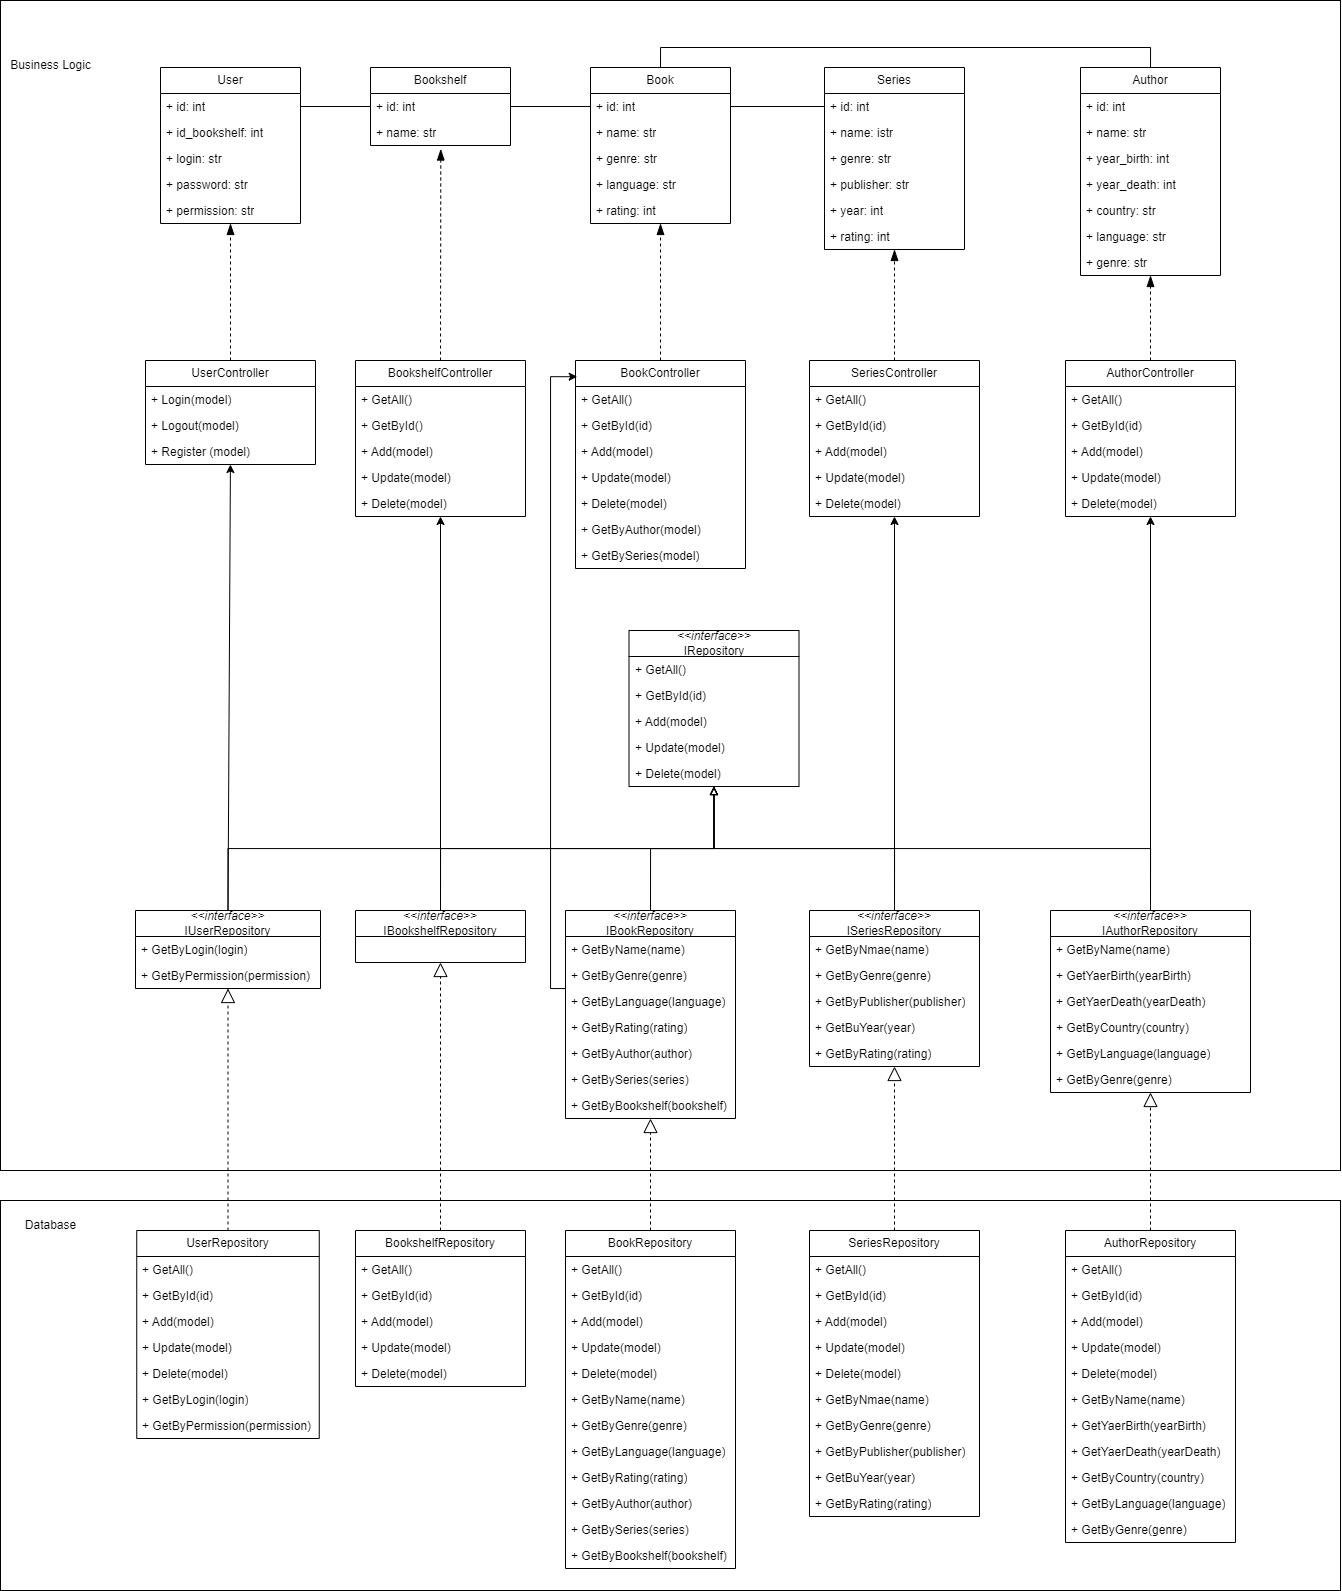 Business Logic
User
+ id: int
+ id_bookshelf: int
+ login: str
+ password: str
+ permission: str
Bookshelf
+ id: int
+ name: str
Book
+ id: int
+ name: str
+ genre: str
+ language: str
+ rating: int
Series
+ id: int
+ name: istr
+ genre: str
+ publisher: str
+ year: int
+ rating: int
Author
+ id: int
+ name: str
+ year_birth: int
+ year_death: int
+ country: str
+ language: str
+ genre: str
UserController
+ Login(model)
+ Logout(model)
+ Register (model)
BookshelfController
+ GetAll()
+ GetById()
+ Add(model)
+ Update(model)
+ Delete(model)
BookController
+ GetAll()
+ GetById(id)
+ Add(model)
+ Update(model)
+ Delete(model)
+ GetByAuthor(model)
+ GetBySeries(model)
SeriesController
+ GetAll()
+ GetById(id)
+ Add(model)
+ Update(model)
+ Delete(model)
AuthorController
+ GetAll()
+ GetById(id)
+ Add(model)
+ Update(model)
+ Delete(model)
<<interface>>
IRepository
+ GetAll()
+ GetById(id)
+ Add(model)
+ Update(model)
+ Delete(model)
<<interface>>
IUserRepository
+ GetByLogin(login)
+ GetByPermission(permission)
<<interface>>
IBookshelfRepository
<<interface>>
IBookRepository
+ GetByName(name)
+ GetByGenre(genre)
+ GetByLanguage(language)
+ GetByRating(rating)
+ GetByAuthor(author)
+ GetBySeries(series)
+ GetByBookshelf(bookshelf)
<<interface>>
ISeriesRepository
+ GetByNmae(name)
+ GetByGenre(genre)
+ GetByPublisher(publisher)
+ GetBuYear(year)
+ GetByRating(rating)
<<interface>>
IAuthorRepository
+ GetByName(name)
+ GetYaerBirth(yearBirth)
+ GetYaerDeath(yearDeath)
+ GetByCountry(country)
+ GetByLanguage(language)
+ GetByGenre(genre)
Database
UserRepository
+ GetAll()
+ GetById(id)
+ Add(model)
+ Update(model)
+ Delete(model)
+ GetByLogin(login)
+ GetByPermission(permission)
BookshelfRepository
+ GetAll()
+ GetById(id)
+ Add(model)
+ Update(model)
+ Delete(model)
BookRepository
+ GetAll()
+ GetById(id)
+ Add(model)
+ Update(model)
+ Delete(model)
+ GetByName(name)
+ GetByGenre(genre)
+ GetByLanguage(language)
+ GetByRating(rating)
+ GetByAuthor(author)
+ GetBySeries(series)
+ GetByBookshelf(bookshelf)
SeriesRepository
+ GetAll()
+ GetById(id)
+ Add(model)
+ Update(model)
+ Delete(model)
+ GetByNmae(name)
+ GetByGenre(genre)
+ GetByPublisher(publisher)
+ GetBuYear(year)
+ GetByRating(rating)
AuthorRepository
+ GetAll()
+ GetById(id)
+ Add(model)
+ Update(model)
+ Delete(model)
+ GetByName(name)
+ GetYaerBirth(yearBirth)
+ GetYaerDeath(yearDeath)
+ GetByCountry(country)
+ GetByLanguage(language)
+ GetByGenre(genre)